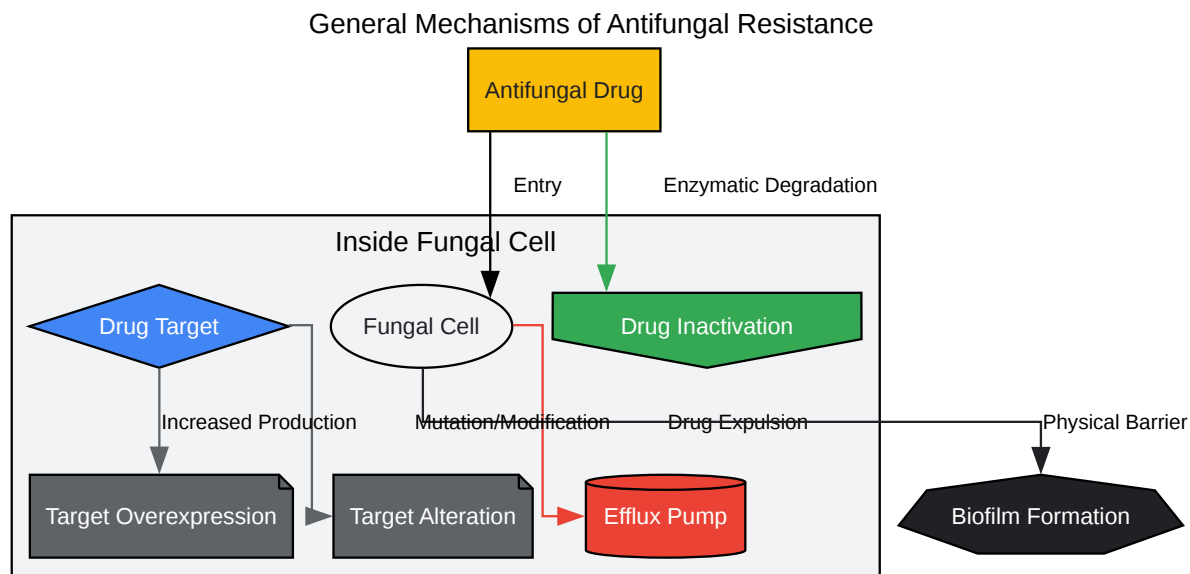 General Mechanisms of Antifungal Resistance
Antifungal Drug
Entry
Enzymatic Degradation
Inside Fungal Cell
Drug Target
Fungal Cell
Drug Inactivation
Increased Production
Mutation/Modification
Drug Expulsion
Physical Barrier
Target Overexpression
Target Alteration
Efflux Pump
Biofilm Formation